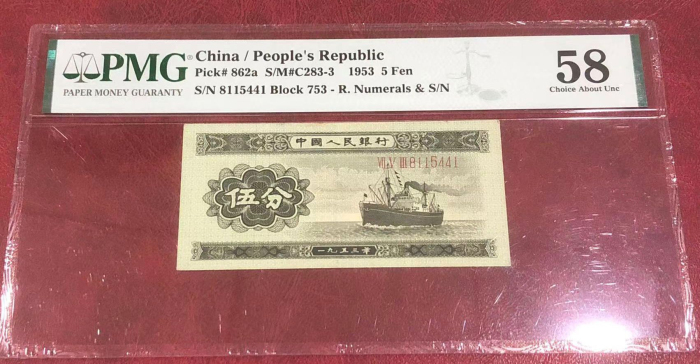 PMG®
PAPER MONEY GUARANTY
China / People's Republic
Pick# 862a S/M#C283-3 1953 5 Fen
S/N 8115441 Block 753 - R. Numerals & S/N
58
Choice About Unc
中國人民銀行
VII V III 8115441
伍分
一九五三年